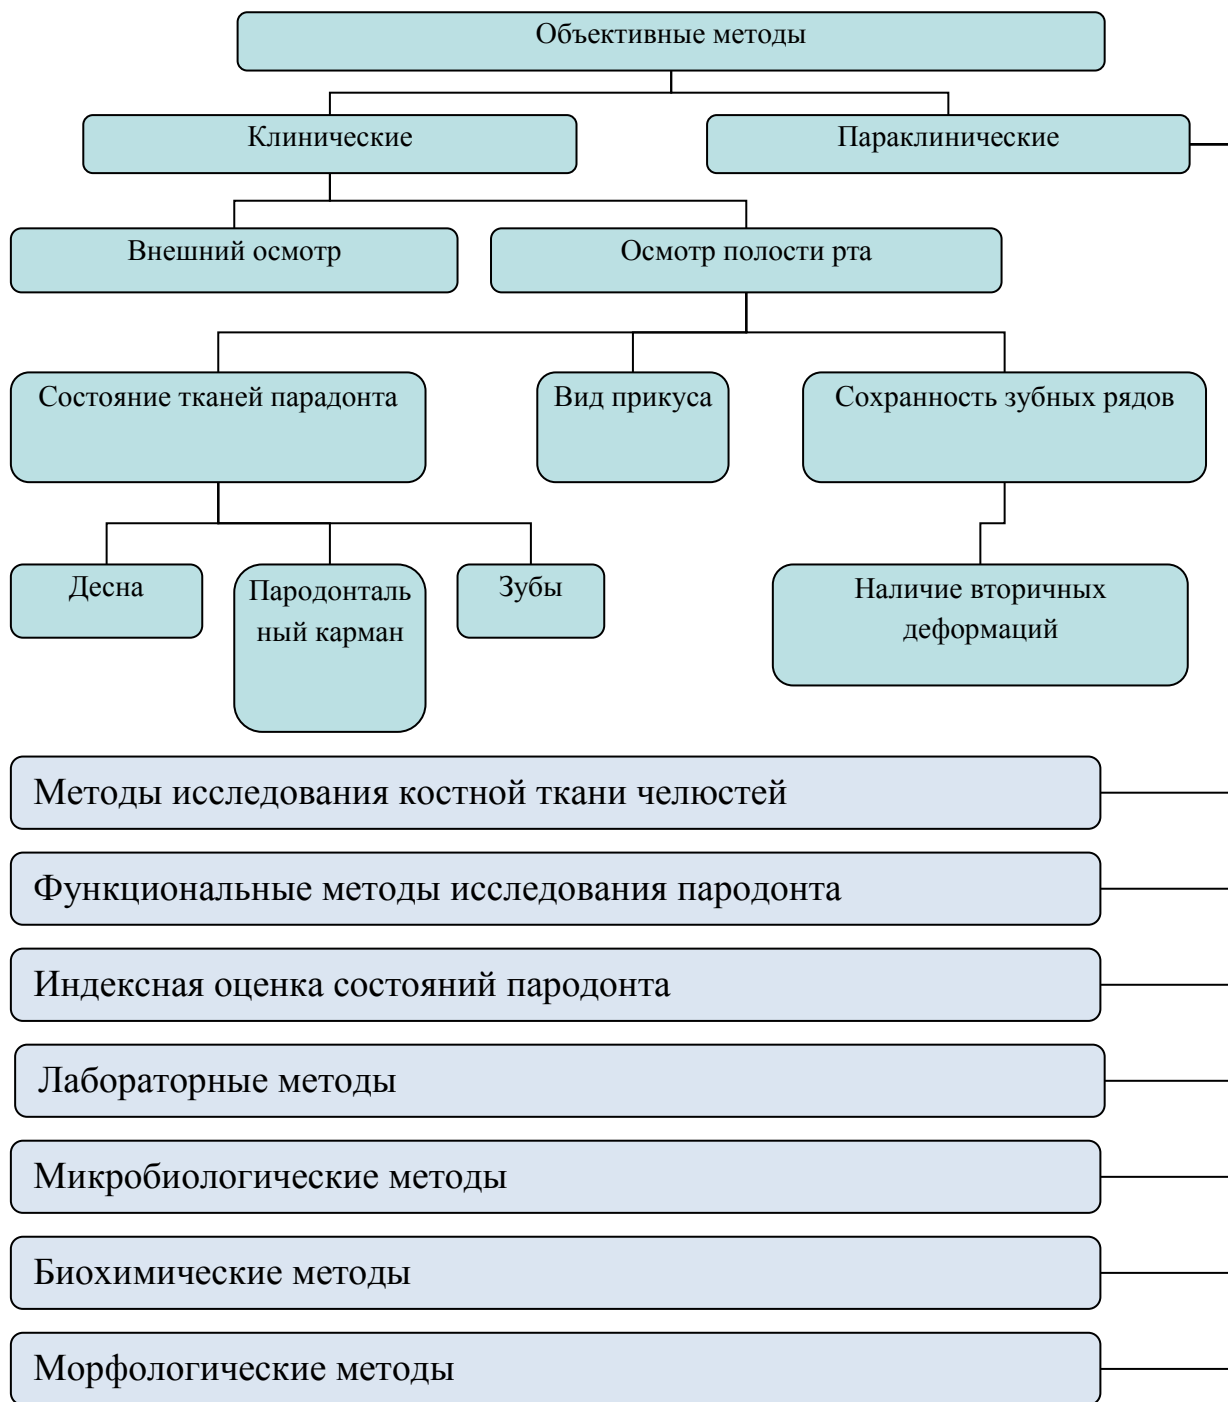 Объективные методы
Клинические
Параклинические
Внешний осмотр
Осмотр полости рта
Состояние тканей парадонта
Вид прикуса
Сохранность зубных рядов
Десна
Пародонталь
ный карман
Зубы
Наличие вторичных
деформаций
Методы исследования костной ткани челюстей
Функциональные методы исследования пародонта
Индексная оценка состояний пародонта
Лабораторные методы
Микробиологические методы
Биохимические методы
Морфологические методы